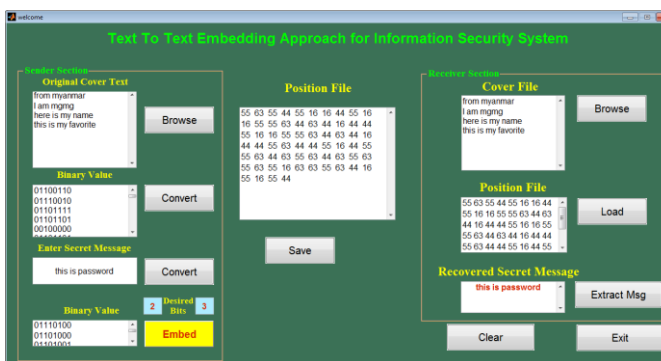 welcome
Text To Text Embedding Approach for Information Security System
Sender Section
Original Cover Text
from myanmar
I am mgmg
here is my name
this is my favorite
Browse
Binary Value
01100110
01110010
01101111
01101101
00100000
Convert
Enter Secret Message
this is password
Convert
2
Desired
Bits
3
Binary Value
01110100
01101000
01101001
Embed
Position File
55 63 55 44 55 16 16 44 55 16
16 55 55 63 44 63 44 16 44 44
55 16 16 55 55 63 44 63 44 16
44 44 55 63 44 44 55 16 44 55
55 63 44 63 55 44 63 55 63
55 63 55 16 63 63 55 63 44 16
55 16 55 44
Save
Receiver Section
Cover File
from myanmar
I am mgmg
here is my name
this is my favorite
Browse
Position File
55 63 55 44 55 16 16 44
55 16 16 55 55 63 44 63
44 16 44 44 55 16 16 55
55 63 44 63 44 16 44 44
55 63 44 44 55 16 44 55
Load
Recovered Secret Message
this is password
Extract Msg
Clear
Exit